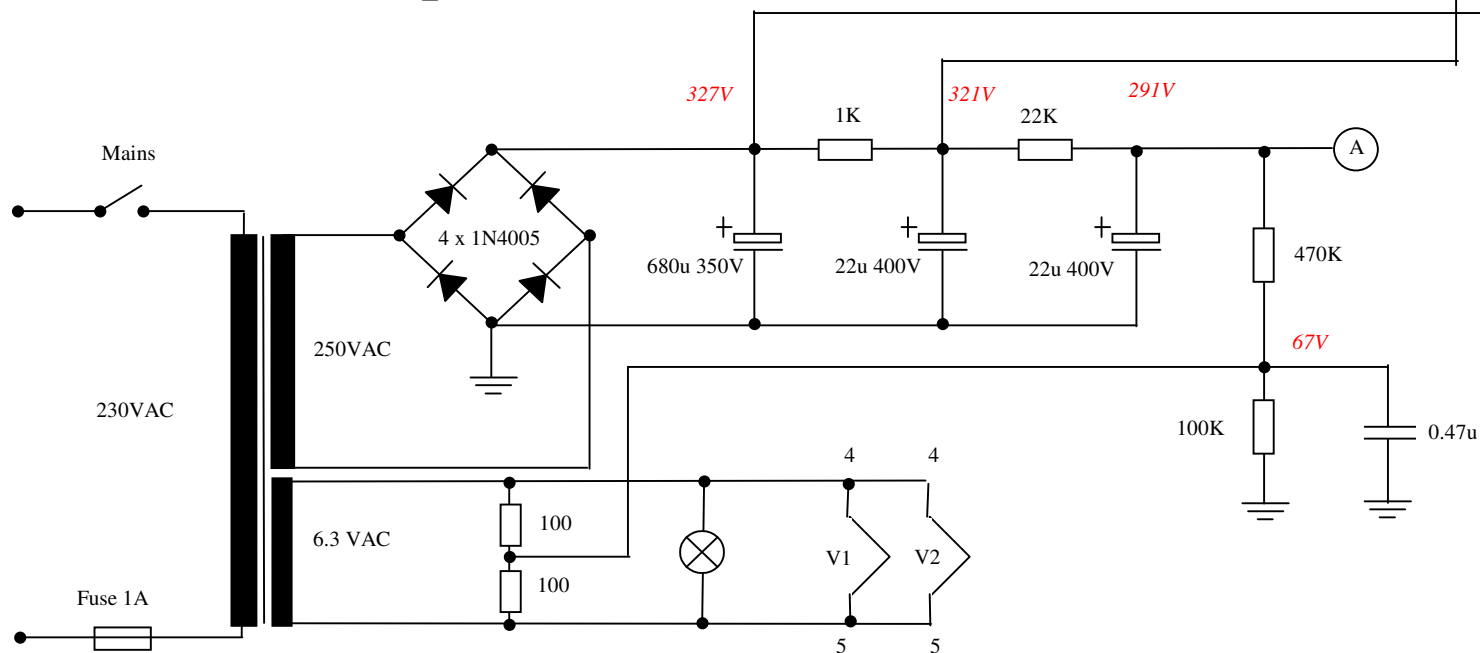 327V
321V
291V
1K
22K
A
Mains
4 x 1N4005
+
680u 350V
+
22u 400V
+
22u 400V
470K
250VAC
67V
230VAC
100K
0.47u
4
4
6.3 VAC
100
V1
V2
100
Fuse 1A
5
5